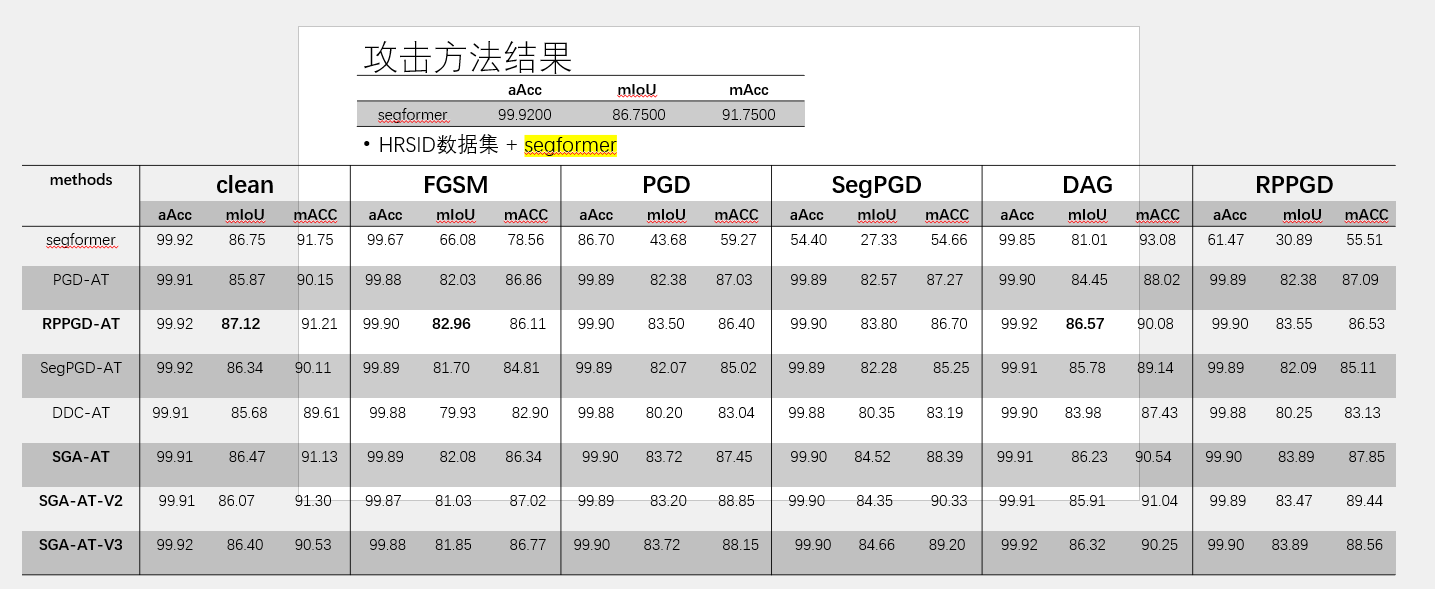 攻击方法结果
aAcc mIoU mAcc
segformer 99.9200 86.7500 91.7500
• HRSID数据集 + segformer
methods clean FGSM PGD SegPGD DAG RPPGD
aAcc mIoU mACC aAcc mIoU mACC aAcc mIoU mACC aAcc mIoU mACC aAcc mIoU mACC aAcc mIoU mACC
segformer 99.92 86.75 91.75 99.67 66.08 78.56 86.70 43.68 59.27 54.40 27.33 54.66 99.85 81.01 93.08 61.47 30.89 55.51
PGD-AT 99.91 85.87 90.15 99.88 82.03 86.86 99.89 82.38 87.03 99.89 82.57 87.27 99.90 84.45 88.02 99.89 82.38 87.09
RPPGD-AT 99.92 87.12 91.21 99.90 82.96 86.11 99.90 83.50 86.40 99.90 83.80 86.70 99.92 86.57 90.08 99.90 83.55 86.53
SegPGD-AT 99.92 86.34 90.11 99.89 81.70 84.81 99.89 82.07 85.02 99.89 82.28 85.25 99.91 85.78 89.14 99.89 82.09 85.11
DDC-AT 99.91 85.68 89.61 99.88 79.93 82.90 99.88 80.20 83.04 99.88 80.35 83.19 99.90 83.98 87.43 99.88 80.25 83.13
SGA-AT 99.91 86.47 91.13 99.89 82.08 86.34 99.90 83.72 87.45 99.90 84.52 88.39 99.91 86.23 90.54 99.90 83.89 87.85
SGA-AT-V2 99.91 86.07 91.30 99.87 81.03 87.02 99.89 83.20 88.85 99.90 84.35 90.33 99.91 85.91 91.04 99.89 83.47 89.44
SGA-AT-V3 99.92 86.40 90.53 99.88 81.85 86.77 99.90 83.72 88.15 99.90 84.66 89.20 99.92 86.32 90.25 99.90 83.89 88.56